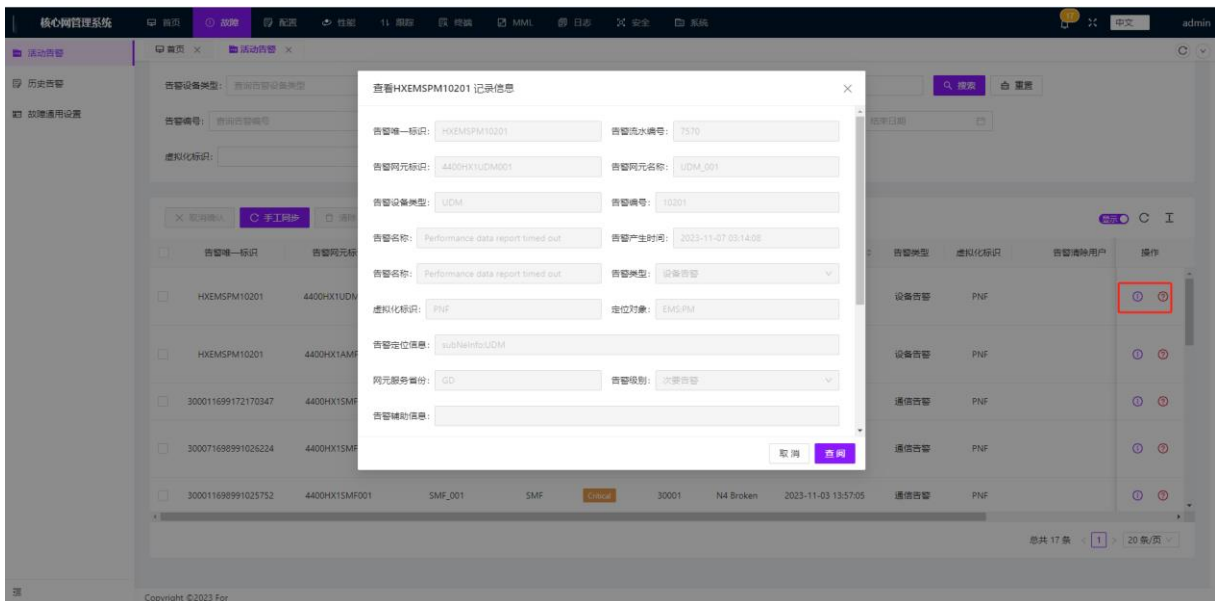 核心网管理系统 首页 故障 配置 性能 跟踪 终端 MML 日志 安全 系统 17 中文 admin
活动告警 首页 活动告警
历史告警
故障通用设置
告警设备类型: 查询告警设备类型 搜索 重置
告警编号: 查询告警编号 结束日期
虚拟化标识:
取消确认 手工同步 清除 显示
告警唯一标识 告警网元标 告警类型 虚拟化标识 告警清除用户 操作
HXEMSPM10201 4400HX1UDM 设备告警 PNF
HXEMSPM10201 4400HX1AMF 设备告警 PNF
300011699172170347 4400HX1SMF 通信告警 PNF
300071698991026224 4400HX1SMF 通信告警 PNF
300011698991025752 4400HX1SMF001 SMF_001 SMF Critical 30001 N4 Broken 2023-11-03 13:57:05 通信告警 PNF
总共 17 条 1 20 条/页
Copyright ©2023 For
查看HXEMSPM10201 记录信息
告警唯一标识: HXEMSPM10201 告警流水编号: 7570
告警网元标识: 4400HX1UDM001 告警网元名称: UDM_001
告警设备类型: UDM 告警编号: 10201
告警名称: Performance data report timed out 告警产生时间: 2023-11-07 03:14:08
告警名称: Performance data report timed out 告警类型: 设备告警
虚拟化标识: PNF 定位对象: EMS;PM
告警定位信息: subNeInfo:UDM
网元服务省份: GD 告警级别: 次要告警
告警辅助信息:
取消 查阅